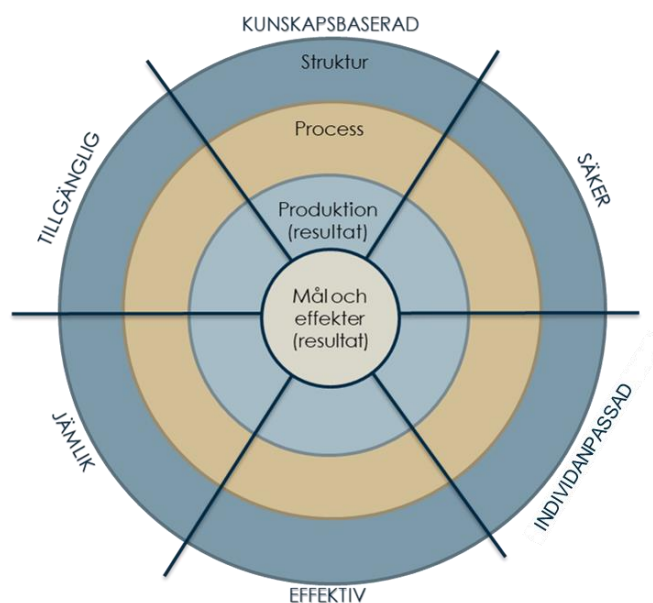 KUNSKAPSBASERAD
Struktur
Process
TILLGÄNGLIG
SÄKER
Produktion
(resultat)
Mål och
effekter
(resultat)
JÄMLIK
INDIVIDANPASSAD
EFFEKTIV